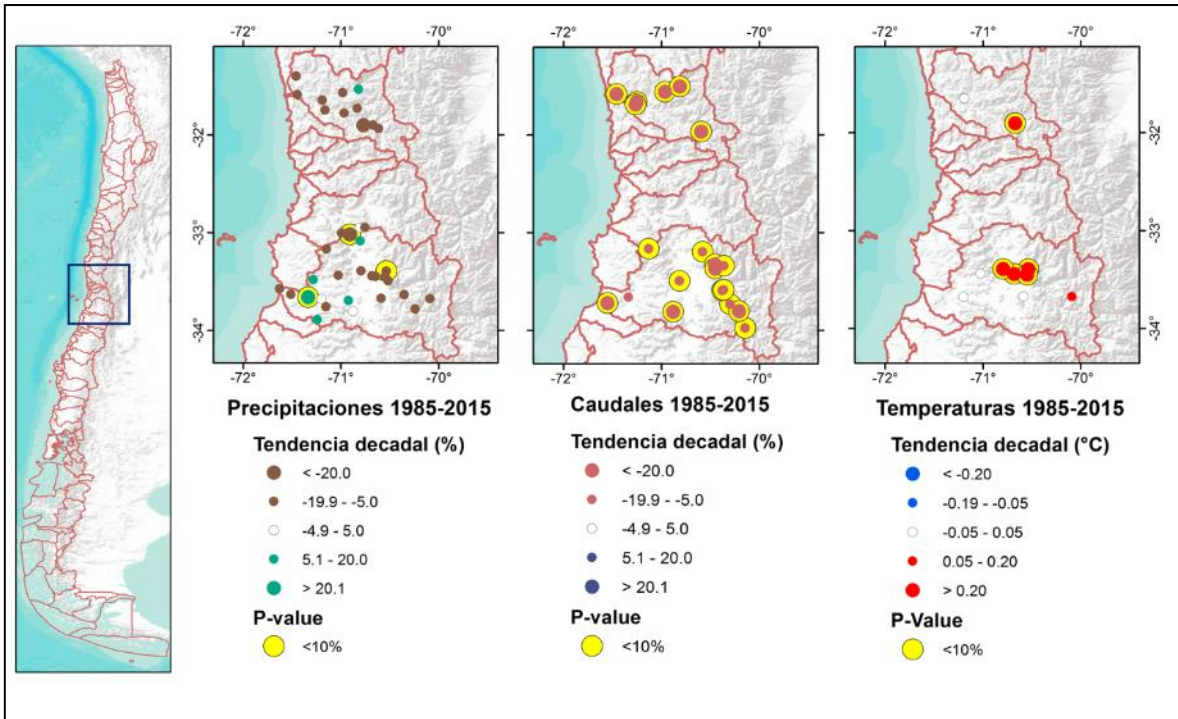 -72° -71° -70°
-72° -71° -70°
-72° -71° -70°
-32°
-33°
-34°
-32°
-33°
-34°
-72° -71° -70°
-72° -71° -70°
-72° -71° -70°
Precipitaciones 1985-2015
Tendencia decadal (%)
< -20.0
-19.9 - -5.0
-4.9 - 5.0
5.1 - 20.0
> 20.1
P-value
<10%
Caudales 1985-2015
Tendencia decadal (%)
< -20.0
-19.9 - -5.0
-4.9 - 5.0
5.1 - 20.0
> 20.1
P-value
<10%
Temperaturas 1985-2015
Tendencia decadal (°C)
< -0.20
-0.19 - -0.05
-0.05 - 0.05
0.05 - 0.20
> 0.20
P-Value
<10%